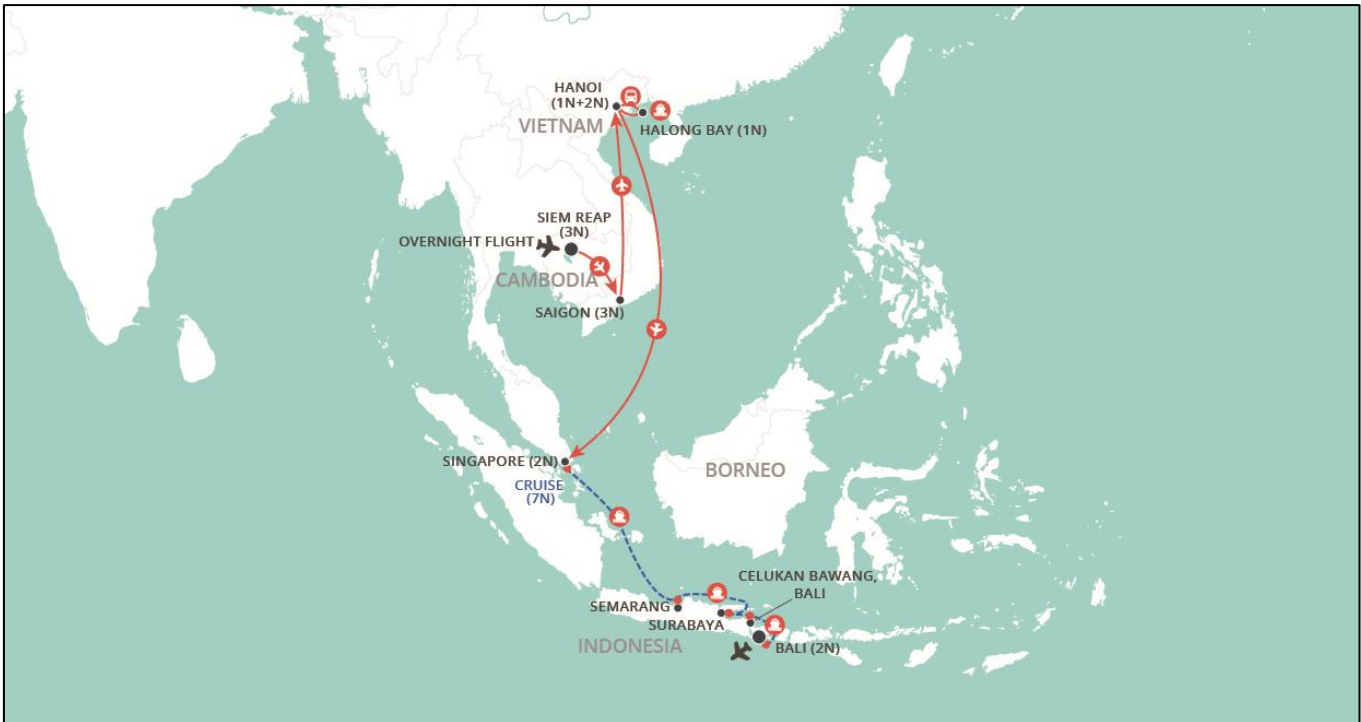 HANOI
(1N+2N)
VIETNAM
HALONG BAY (1N)
SIEM REAP
(3N)
OVERNIGHT FLIGHT
CAMBODIA
SAIGON (3N)
SINGAPORE (2N)
CRUISE
(7N)
BORNEO
CELUKAN BAWANG,
BALI
SEMARANG
SURABAYA
INDONESIA
BALI (2N)